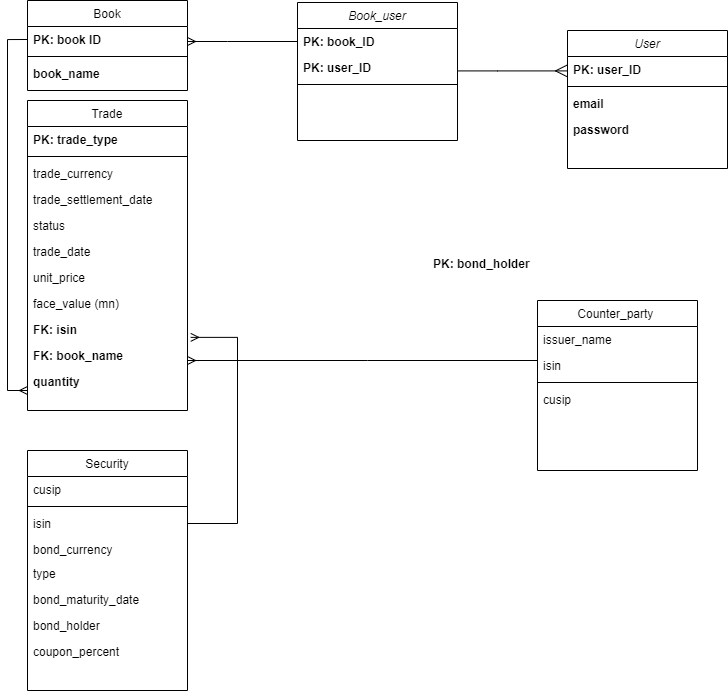 Book
PK: book ID
book_name
Book_user
PK: book_ID
PK: user_ID
User
PK: user_ID
email
password
Trade
PK: trade_type
trade_currency
trade_settlement_date
status
trade_date
unit_price
face_value (mn)
FK: isin
FK: book_name
quantity
PK: bond_holder
Counter_party
issuer_name
isin
cusip
Security
cusip
isin
bond_currency
type
bond_maturity_date
bond_holder
coupon_percent